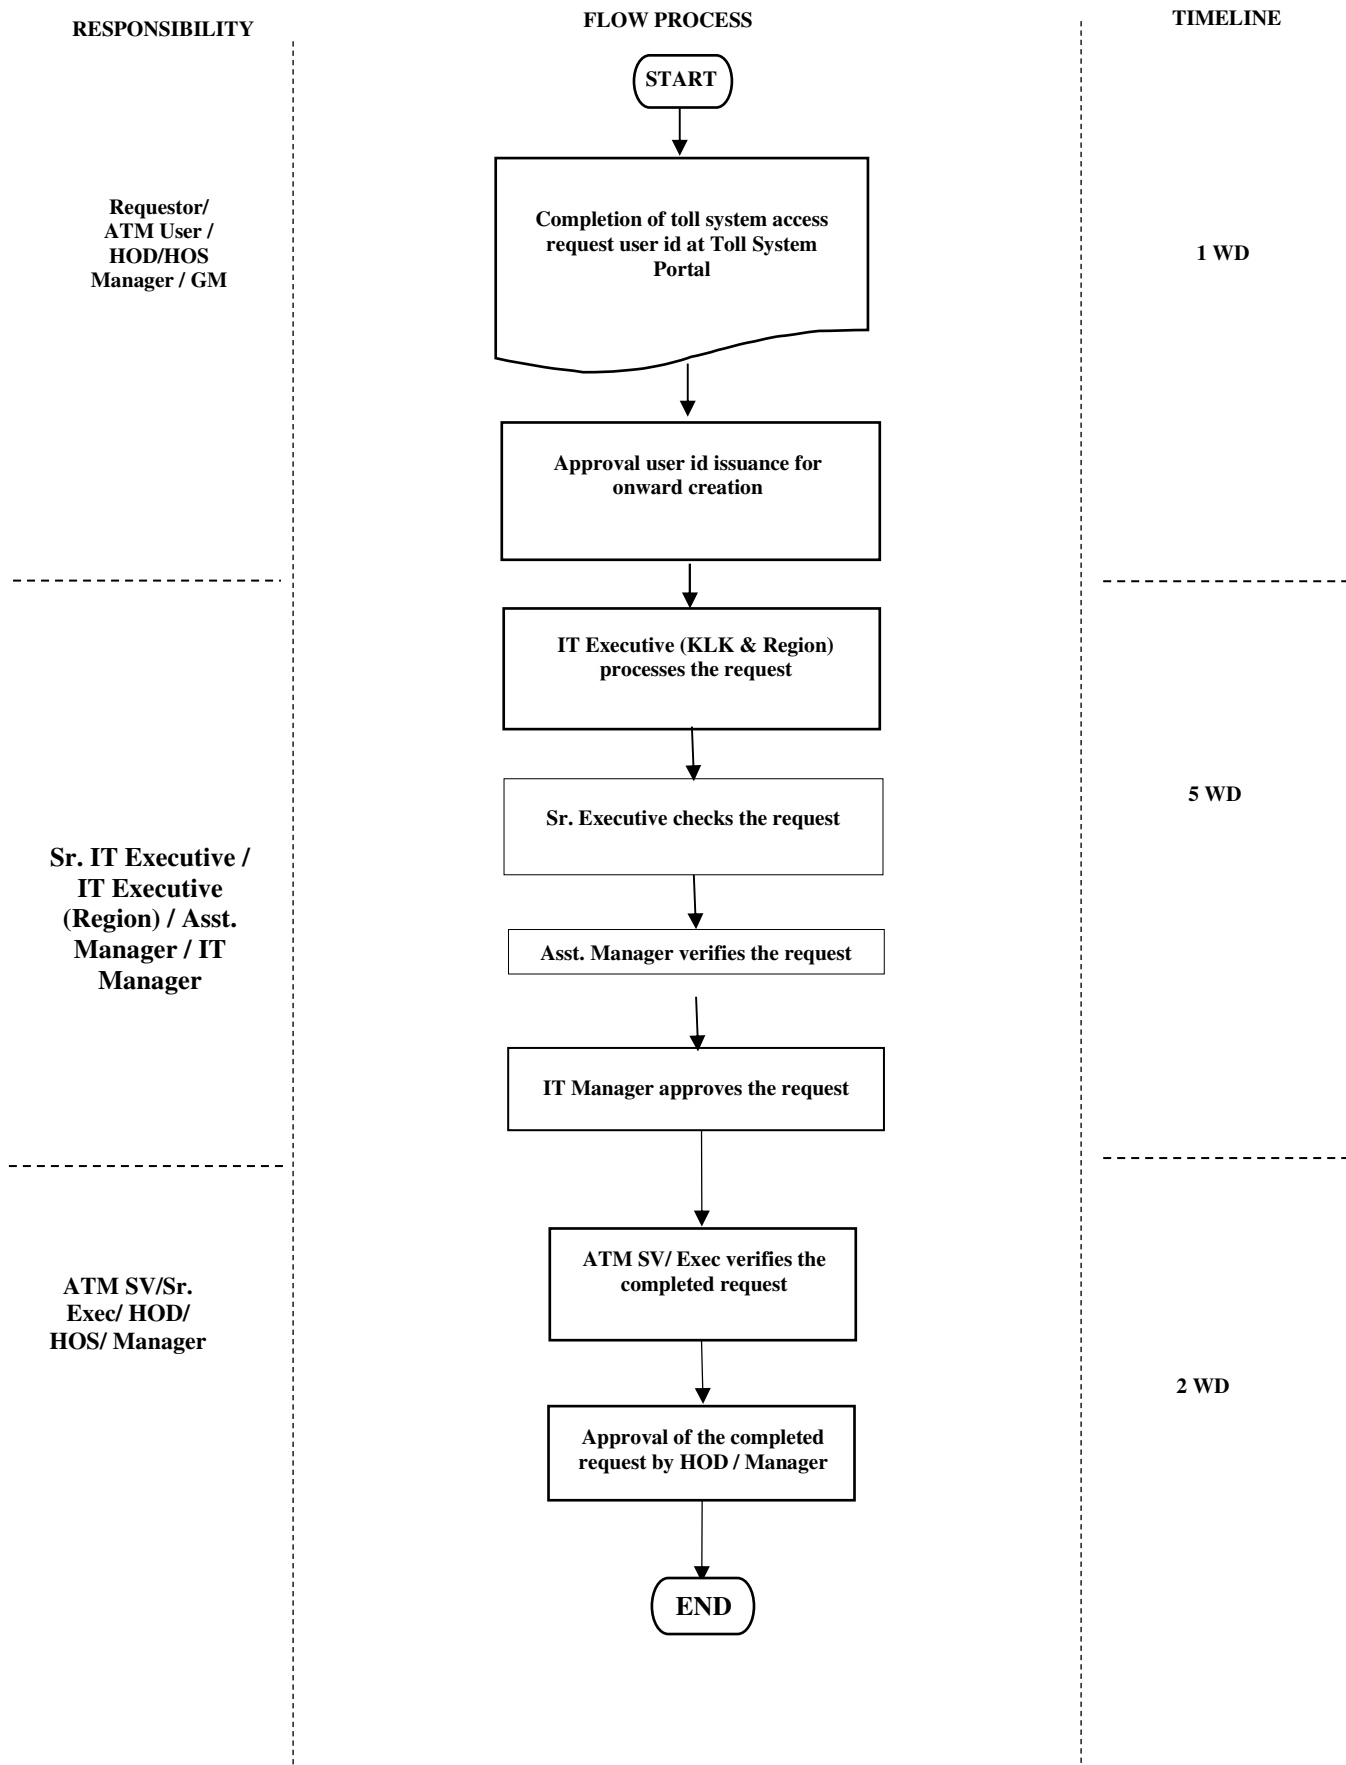 RESPONSIBILITY
FLOW PROCESS
TIMELINE
START
Requestor/
ATM User /
HOD/HOS
Manager / GM
Completion of toll system access
request user id at Toll System
Portal
1 WD
Approval user id issuance for
onward creation
IT Executive (KLK & Region)
processes the request
Sr. Executive checks the request
5 WD
Sr. IT Executive /
IT Executive
(Region) / Asst.
Manager / IT
Manager
Asst. Manager verifies the request
IT Manager approves the request
ATM SV/ Exec verifies the
completed request
ATM SV/Sr.
Exec/ HOD/
HOS/ Manager
2 WD
Approval of the completed
request by HOD / Manager
END